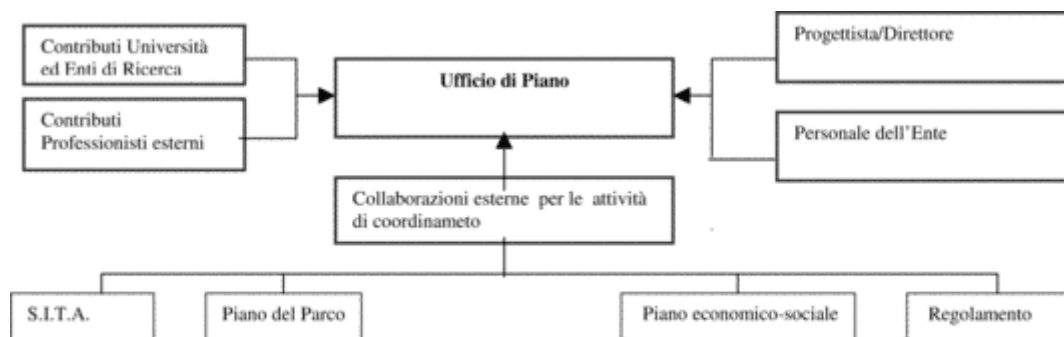 Contributi Università
ed Enti di Ricerca
Contributi
Professionisti esterni
Ufficio di Piano
Progettista/Direttore
Personale dell'Ente
Collaborazioni esterne per le attività
di coordinameto
S.I.T.A.
Piano del Parco
Piano economico-sociale
Regolamento